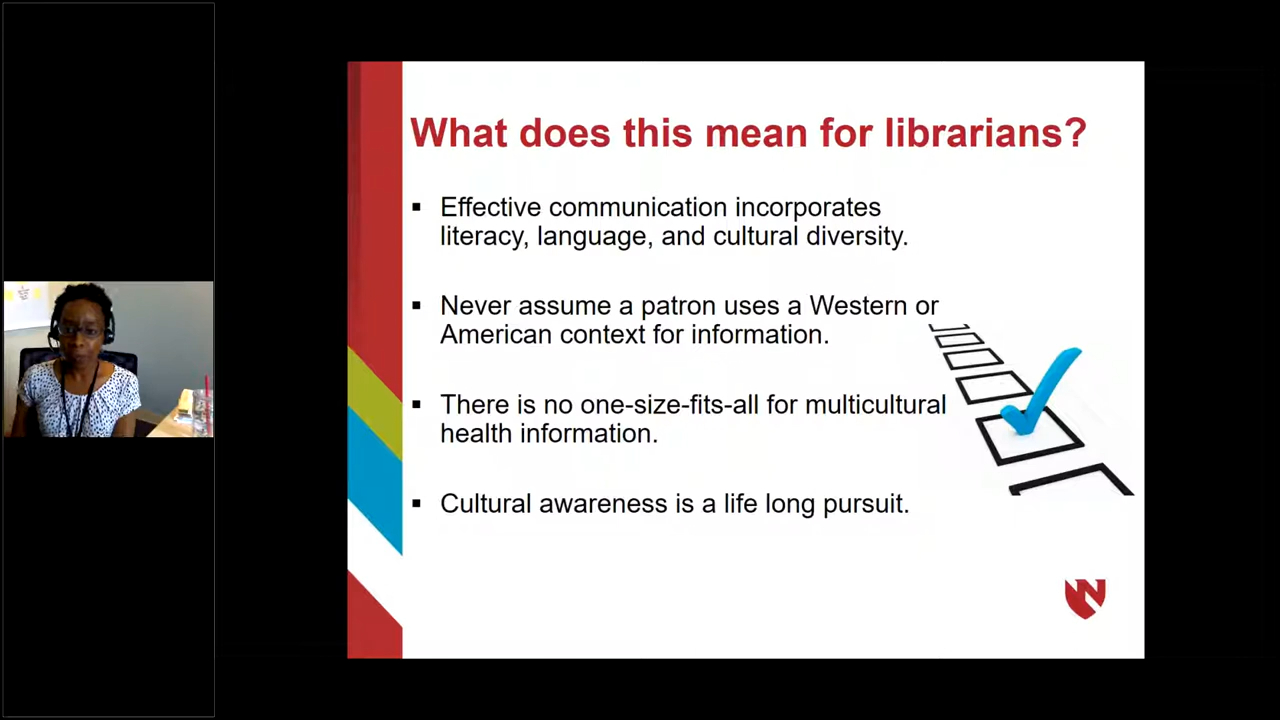 What does this mean for librarians?
▪ Effective communication incorporates
literacy, language, and cultural diversity.
▪ Never assume a patron uses a Western or
American context for information.
▪ There is no one-size-fits-all for multicultural
health information.
▪ Cultural awareness is a life long pursuit.